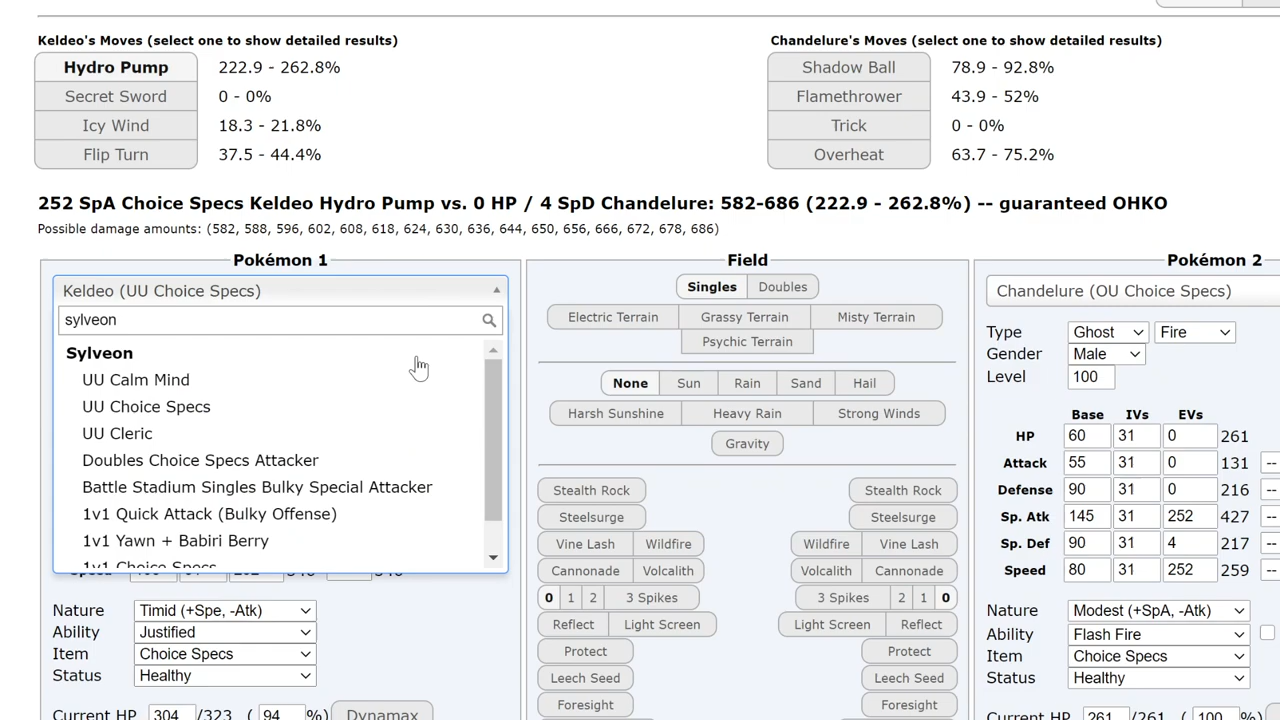 Keldeo's Moves (select one to show detailed results)
Hydro Pump 222.9 - 262.8%
Secret Sword 0 - 0%
Icy Wind 18.3 - 21.8%
Flip Turn 37.5 - 44.4%
Chandelure's Moves (select one to show detailed results)
Shadow Ball 78.9 - 92.8%
Flamethrower 43.9 - 52%
Trick 0 - 0%
Overheat 63.7 - 75.2%
252 SpA Choice Specs Keldeo Hydro Pump vs. 0 HP / 4 SpD Chandelure: 582-686 (222.9 - 262.8%) -- guaranteed OHKO
Possible damage amounts: (582, 588, 596, 602, 608, 618, 624, 630, 636, 644, 650, 656, 666, 672, 678, 686)
Pokémon 1
Keldeo (UU Choice Specs)
sylveon
Sylveon
UU Calm Mind
UU Choice Specs
UU Cleric
Doubles Choice Specs Attacker
Battle Stadium Singles Bulky Special Attacker
1v1 Quick Attack (Bulky Offense)
1v1 Yawn + Babiri Berry
1v1 Choice Specs
Nature Timid (+Spe, -Atk)
Ability Justified
Item Choice Specs
Status Healthy
Current HP 304 /323 ( 94 %) Dynamax
Field
Singles Doubles
Electric Terrain Grassy Terrain Misty Terrain
Psychic Terrain
None Sun Rain Sand Hail
Harsh Sunshine Heavy Rain Strong Winds
Gravity
Stealth Rock Stealth Rock
Steelsurge Steelsurge
Vine Lash Wildfire Wildfire Vine Lash
Cannonade Volcalith Volcalith Cannonade
0 1 2 3 Spikes 3 Spikes 2 1 0
Reflect Light Screen Light Screen Reflect
Protect Protect
Leech Seed Leech Seed
Foresight Foresight
Pokémon 2
Chandelure (OU Choice Specs)
Type Ghost Fire
Gender Male
Level 100
Base IVs EVs
HP 60 31 0 261
Attack 55 31 0 131 --
Defense 90 31 0 216 --
Sp. Atk 145 31 252 427 --
Sp. Def 90 31 4 217 --
Speed 80 31 252 259 --
Nature Modest (+SpA, -Atk)
Ability Flash Fire
Item Choice Specs
Status Healthy
Current HP 261 /261 ( 100 %)